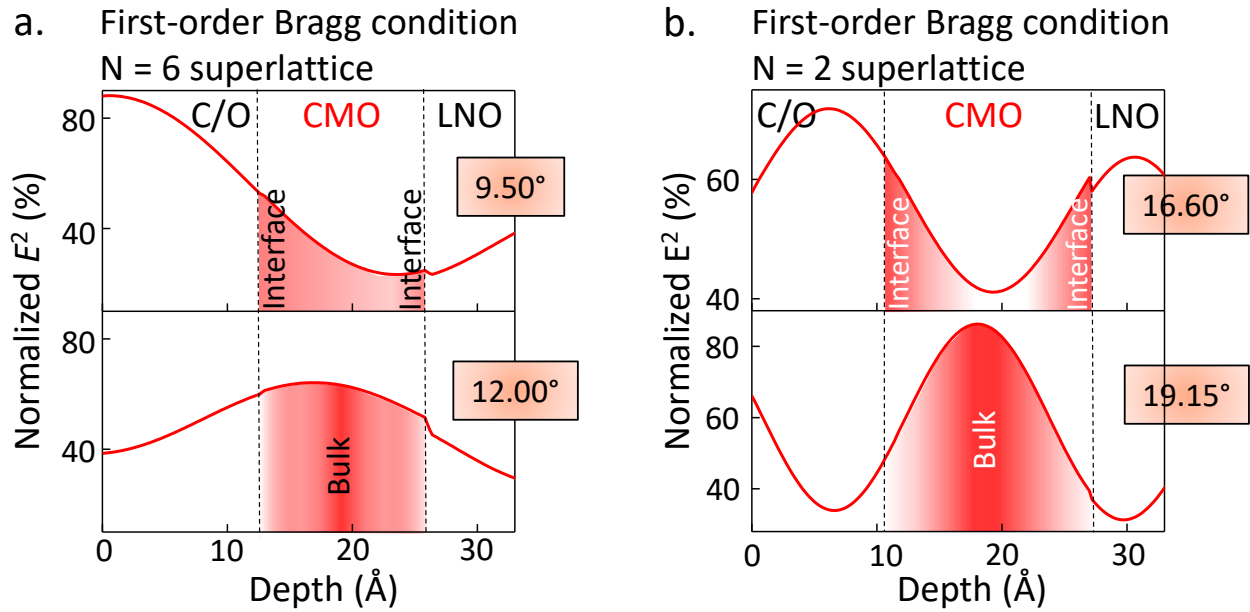 a. First-order Bragg condition
N = 6 superlattice
Normalized E² (%)
80
40
C/O
CMO
LNO
Interface
Interface
9.50°
80
40
Bulk
12.00°
0
10
20
30
Depth (Å)
b. First-order Bragg condition
N = 2 superlattice
Normalized E² (%)
60
40
C/O
CMO
LNO
Interface
Interface
16.60°
80
60
40
Bulk
19.15°
0
10
20
30
Depth (Å)